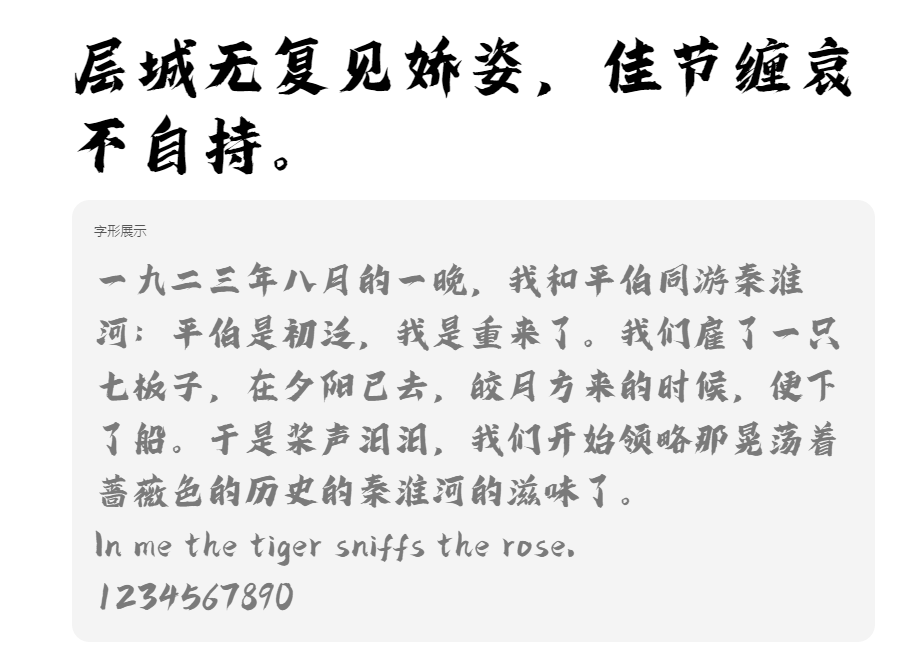 层城无复见娇姿，佳节缠哀
不自持。
字形展示
一九二三年八月的一晚，我和平伯同游秦淮
河；平伯是初泛，我是重来了。我们雇了一只
七板子，在夕阳已去，皎月方来的时候，便下
了船。于是桨声汩汩，我们开始领略那晃荡着
蔷薇色的历史的秦淮河的滋味了。
In me the tiger sniffs the rose.
1234567890